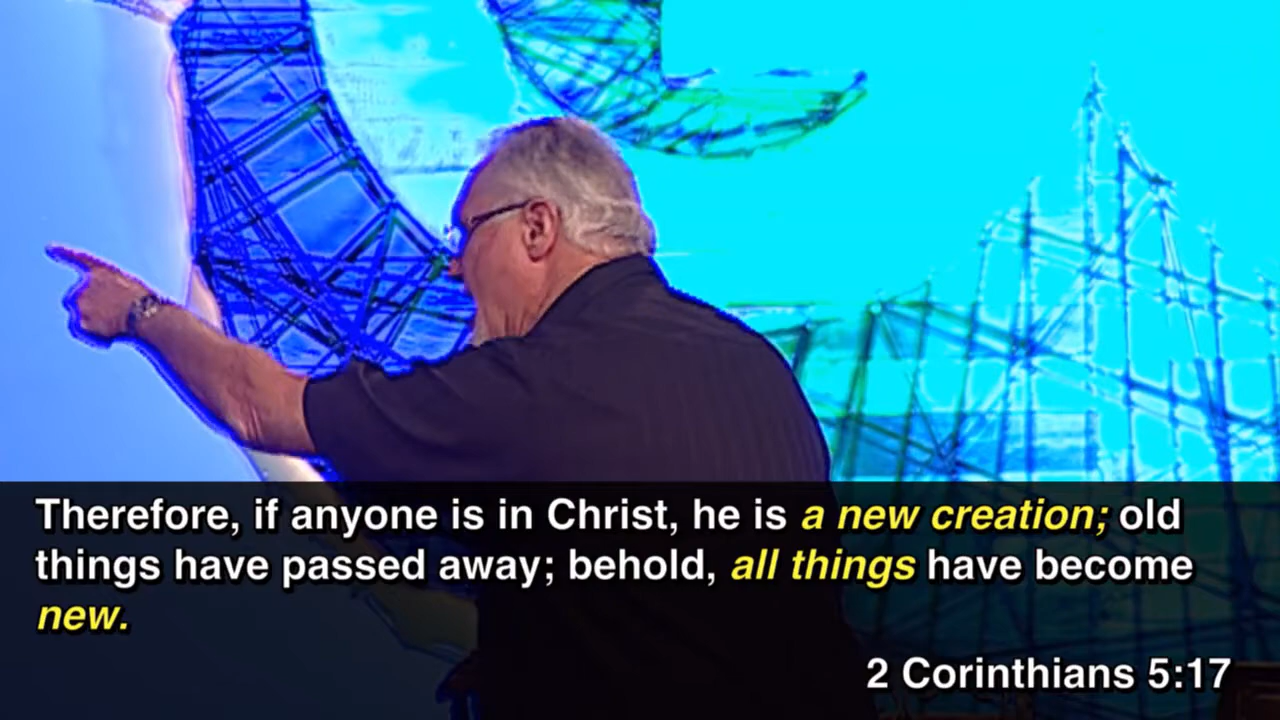 Therefore, if anyone is in Christ, he is a new creation; old
things have passed away; behold, all things have become
new.
2 Corinthians 5:17